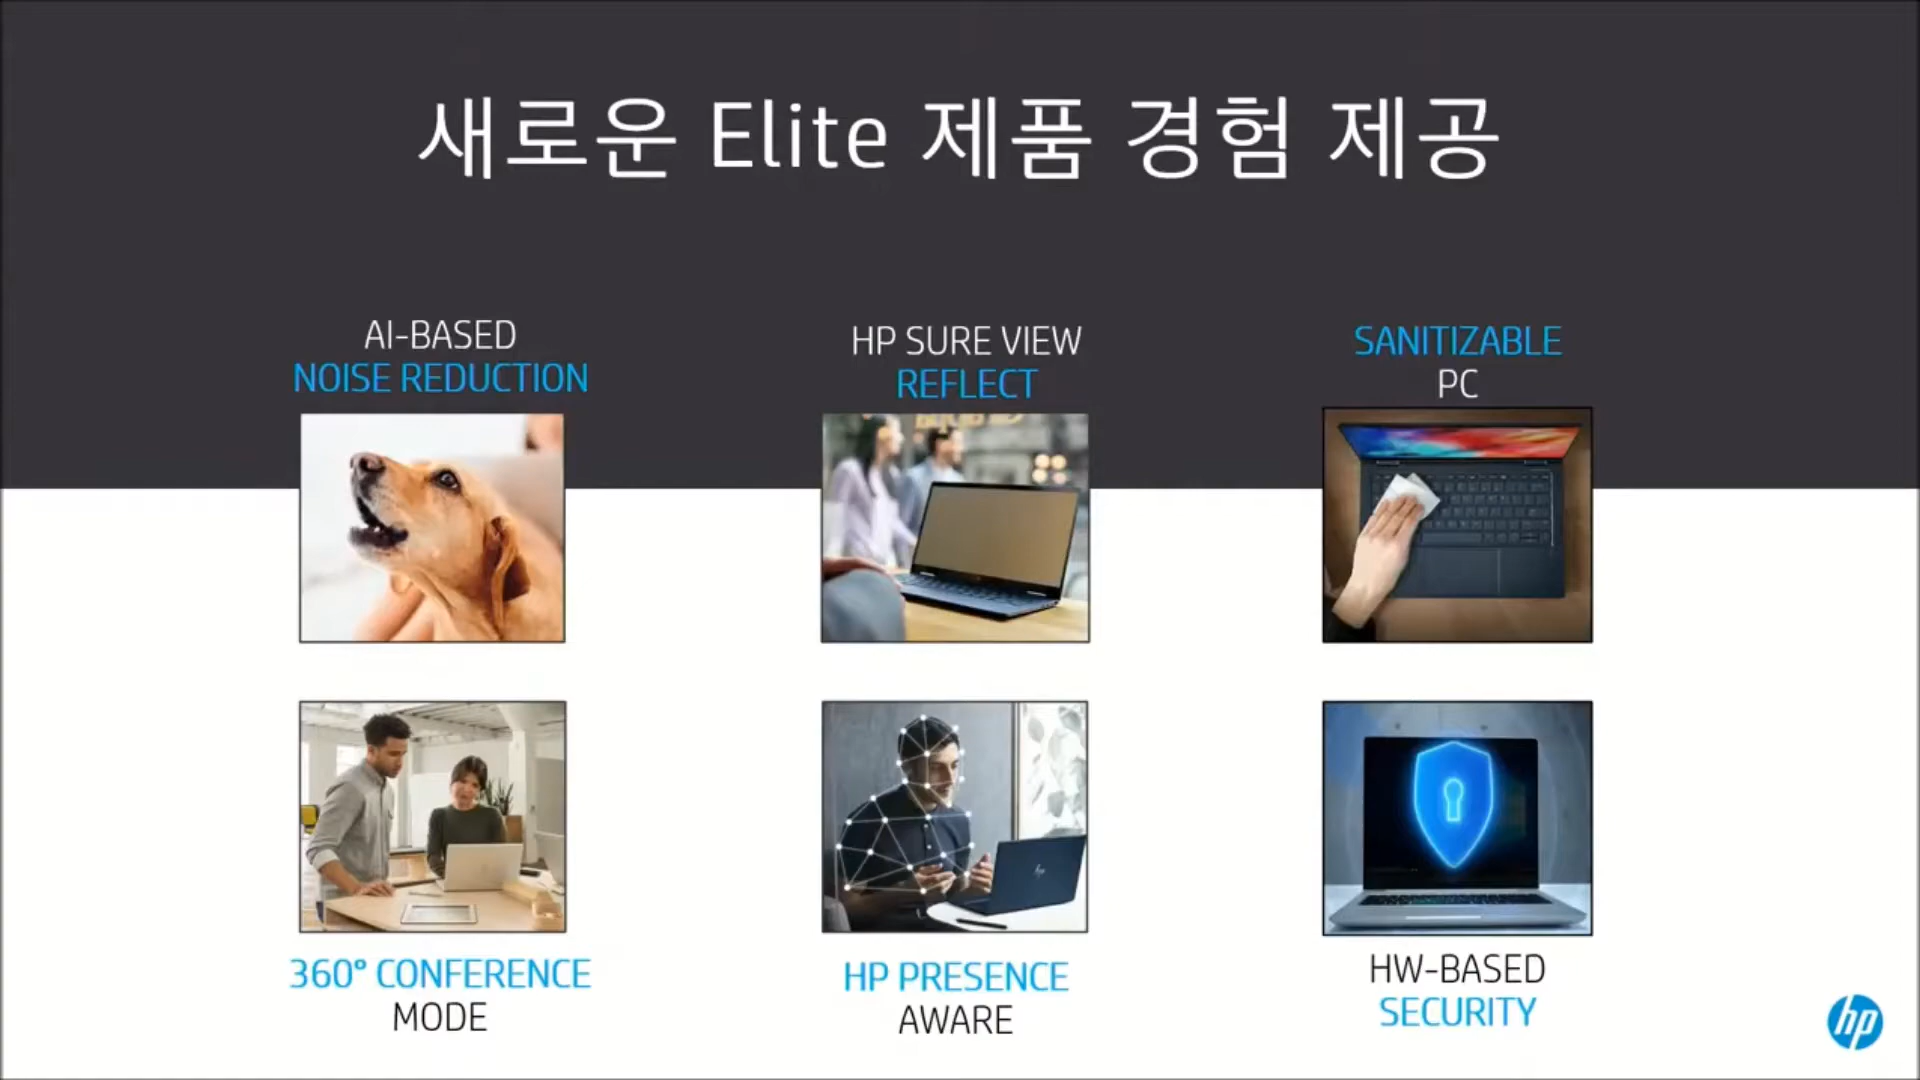 새로운 Elite 제품 경험 제공
AI-BASED
NOISE REDUCTION
HP SURE VIEW
REFLECT
SANITIZABLE
PC
360° CONFERENCE
MODE
HP PRESENCE
AWARE
HW-BASED
SECURITY
hp